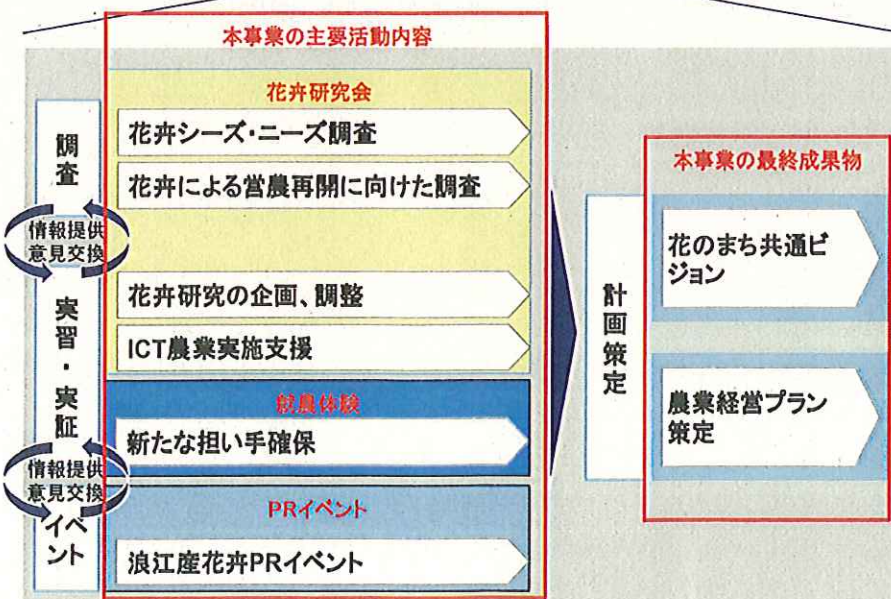 本事業の主要活動内容
花卉研究会
調査
花卉シーズ・ニーズ調査
花卉による営農再開に向けた調査
情報提供
意見交換
実習・実証
花卉研究の企画、調整
ICT農業実施支援
就農体験
新たな担い手確保
情報提供
意見交換
イベ
ント
PRイベント
浪江産花卉PRイベント
計画策定
本事業の最終成果物
花のまち共通ビ
ジョン
農業経営プラン
策定